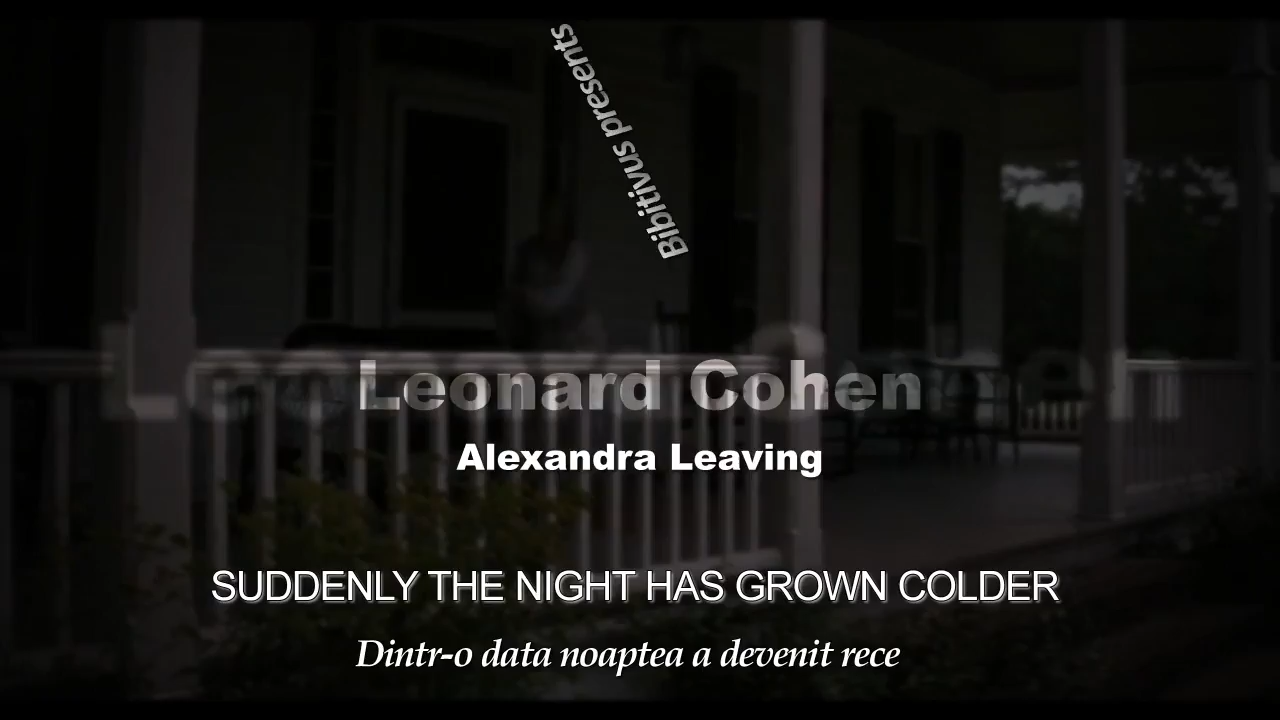 Bibitivus presents
Leonard Cohen
Alexandra Leaving
SUDDENLY THE NIGHT HAS GROWN COLDER
Dintr-o data noaptea a devenit rece